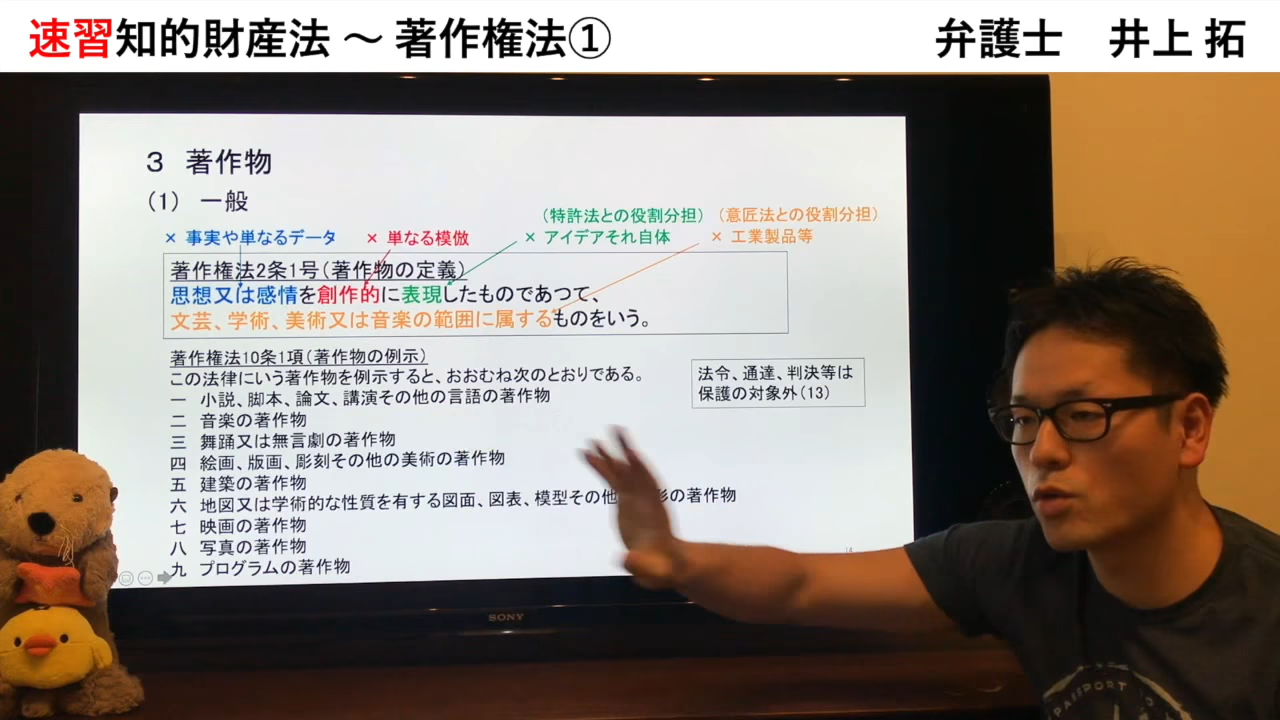 速習知的財産法 ~ 著作権法①
弁護士 井上 拓
3 著作物
(1) 一般
(特許法との役割分担) (意匠法との役割分担)
× 事実や単なるデータ × 単なる模倣 × アイデアそれ自体 × 工業製品等
著作権法2条1号(著作物の定義)
思想又は感情を創作的に表現したものであつて、
文芸、学術、美術又は音楽の範囲に属するものをいう。
著作権法10条1項(著作物の例示)
この法律にいう著作物を例示すると、おおむね次のとおりである。
一 小説、脚本、論文、講演その他の言語の著作物
二 音楽の著作物
三 舞踊又は無言劇の著作物
四 絵画、版画、彫刻その他の美術の著作物
五 建築の著作物
六 地図又は学術的な性質を有する図面、図表、模型その他 形の著作物
七 映画の著作物
八 写真の著作物
九 プログラムの著作物
法令、通達、判決等は
保護の対象外(13)
14
SONY
PASSPORT